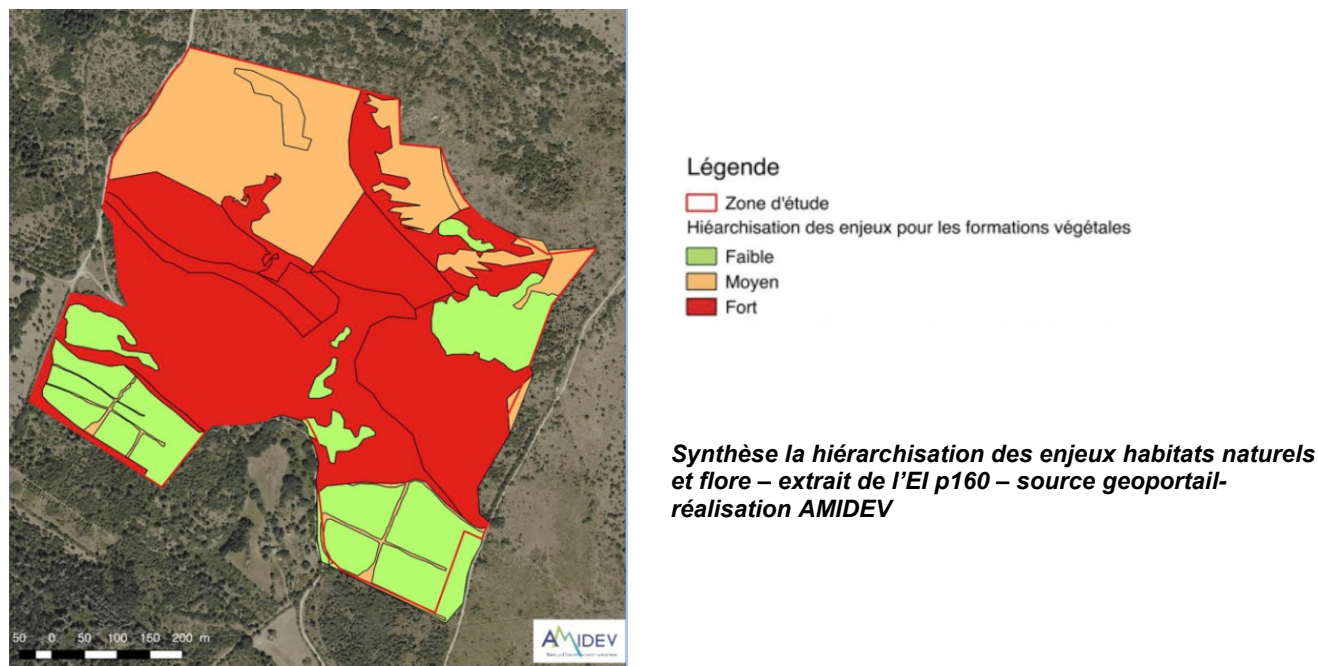 Légende
Zone d'étude
Hiéarchisation des enjeux pour les formations végétales
Faible
Moyen
Fort
Synthèse la hiérarchisation des enjeux habitats naturels
et flore – extrait de l'EI p160 – source geoportail-
réalisation AMIDEV
50 0 50 100 150 200 m
AMIDEV